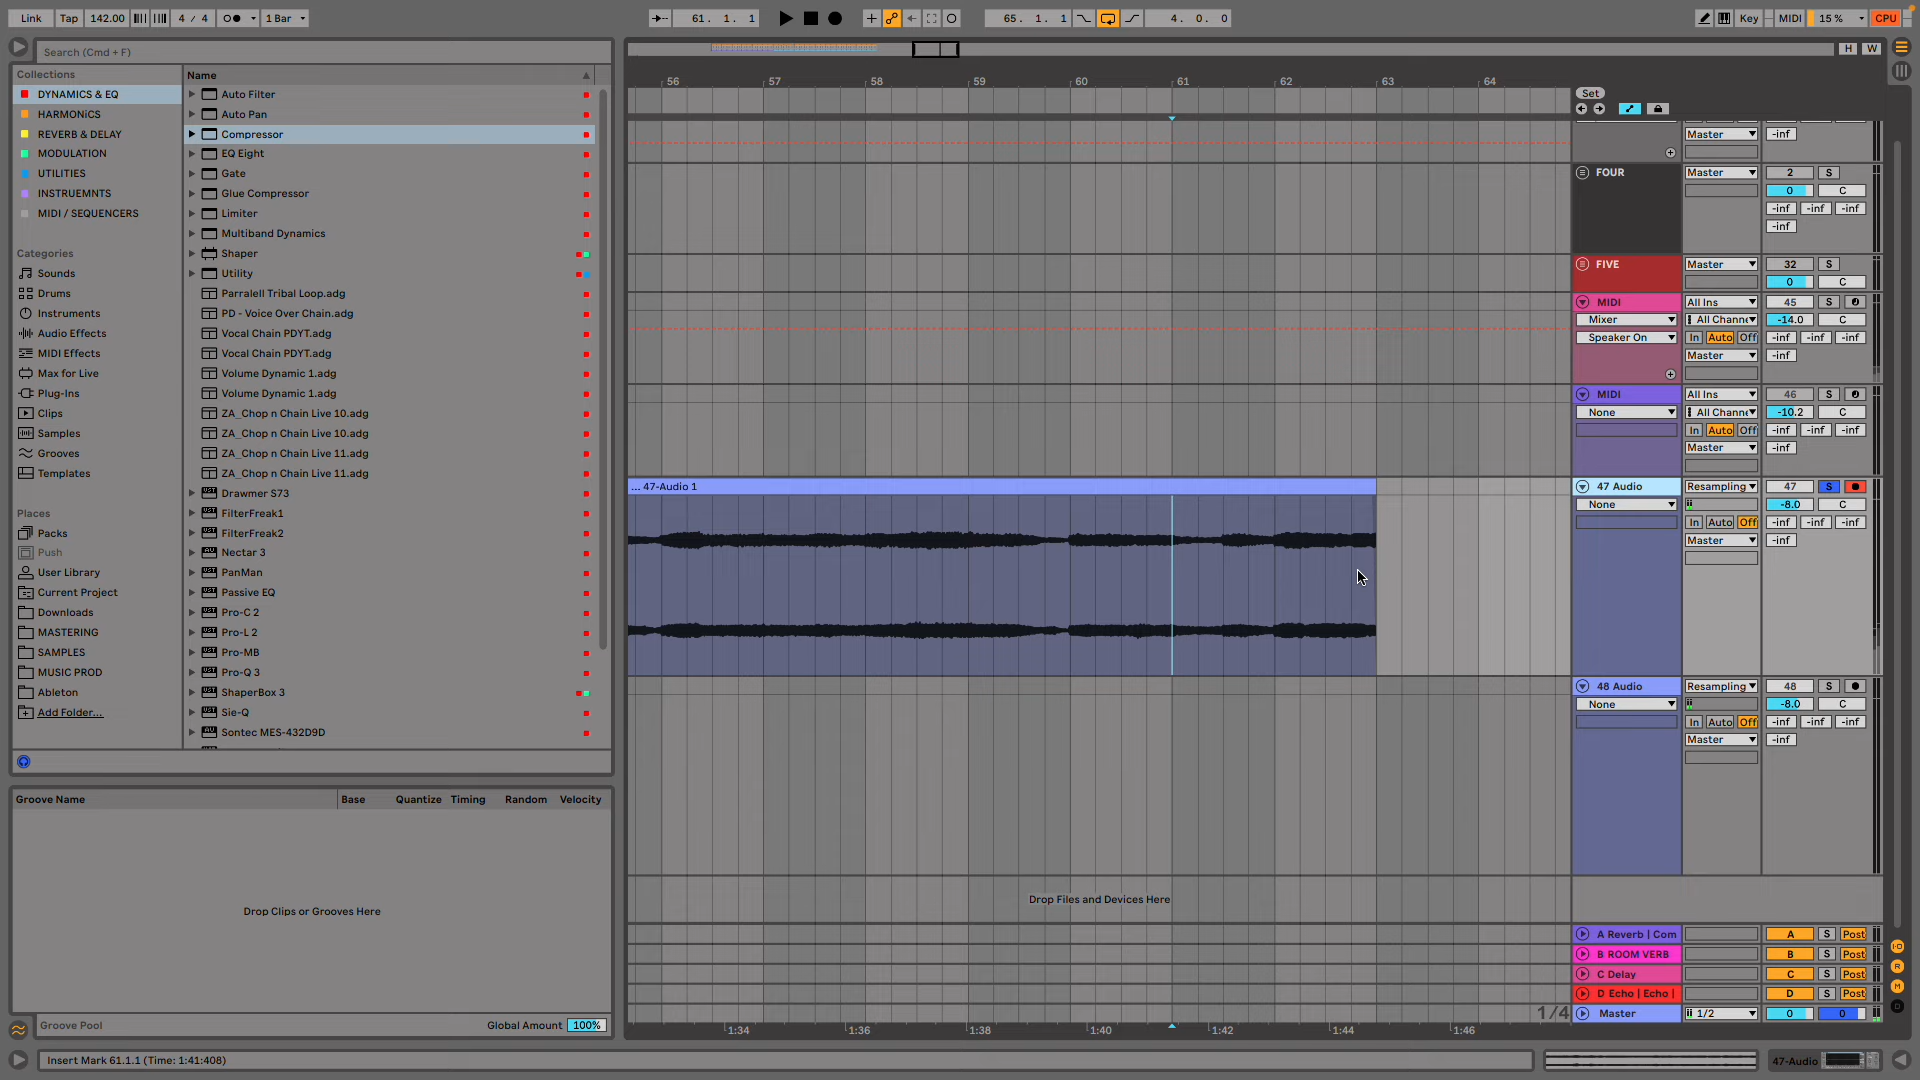 Link Tap 142.00 4 / 4 1 Bar 61. 1. 1 65. 1. 1 4. 0. 0 Key MIDI 15 % CPU
Search (Cmd + F)
H W
Collections
DYNAMICS & EQ
HARMONiCS
REVERB & DELAY
MODULATION
UTILITIES
INSTRUEMNTS
MIDI / SEQUENCERS
Categories
Sounds
Drums
Instruments
Audio Effects
MIDI Effects
Max for Live
Plug-Ins
Clips
Samples
Grooves
Templates
Places
Packs
Push
User Library
Current Project
Downloads
MASTERING
SAMPLES
MUSIC PROD
Ableton
Add Folder...
Name
Auto Filter
Auto Pan
Compressor
EQ Eight
Gate
Glue Compressor
Limiter
Multiband Dynamics
Shaper
Utility
Parralell Tribal Loop.adg
PD - Voice Over Chain.adg
Vocal Chain PDYT.adg
Vocal Chain PDYT.adg
Volume Dynamic 1.adg
Volume Dynamic 1.adg
ZA_Chop n Chain Live 10.adg
ZA_Chop n Chain Live 10.adg
ZA_Chop n Chain Live 11.adg
ZA_Chop n Chain Live 11.adg
Drawmer S73
FilterFreak1
FilterFreak2
Nectar 3
PanMan
Passive EQ
Pro-C 2
Pro-L 2
Pro-MB
Pro-Q 3
ShaperBox 3
Sie-Q
Sontec MES-432D9D
56 57 58 59 60 61 62 63 64
Set
Master -inf
FOUR Master 2 S
0 C
-inf -inf -inf
-inf
FIVE Master 32 S
0 C
MIDI All Ins 45 S
Mixer All Channe -14.0 C
Speaker On In Auto Off -inf -inf -inf
Master -inf
MIDI All Ins 46 S
None All Channe -10.2 C
In Auto Off -inf -inf -inf
Master -inf
... 47-Audio 1
47 Audio Resampling 47 S
None -8.0 C
In Auto Off -inf -inf -inf
Master -inf
48 Audio Resampling 48 S
None -8.0 C
In Auto Off -inf -inf -inf
Master -inf
Drop Files and Devices Here
A Reverb | Com A S Post
B ROOM VERB B S Post
C Delay C S Post
D Echo | Echo | D S Post
1/4 Master 1/2 0 0
1:34 1:36 1:38 1:40 1:42 1:44 1:46
Groove Name Base Quantize Timing Random Velocity
Drop Clips or Grooves Here
Groove Pool Global Amount 100%
Insert Mark 61.1.1 (Time: 1:41:408)
47-Audio